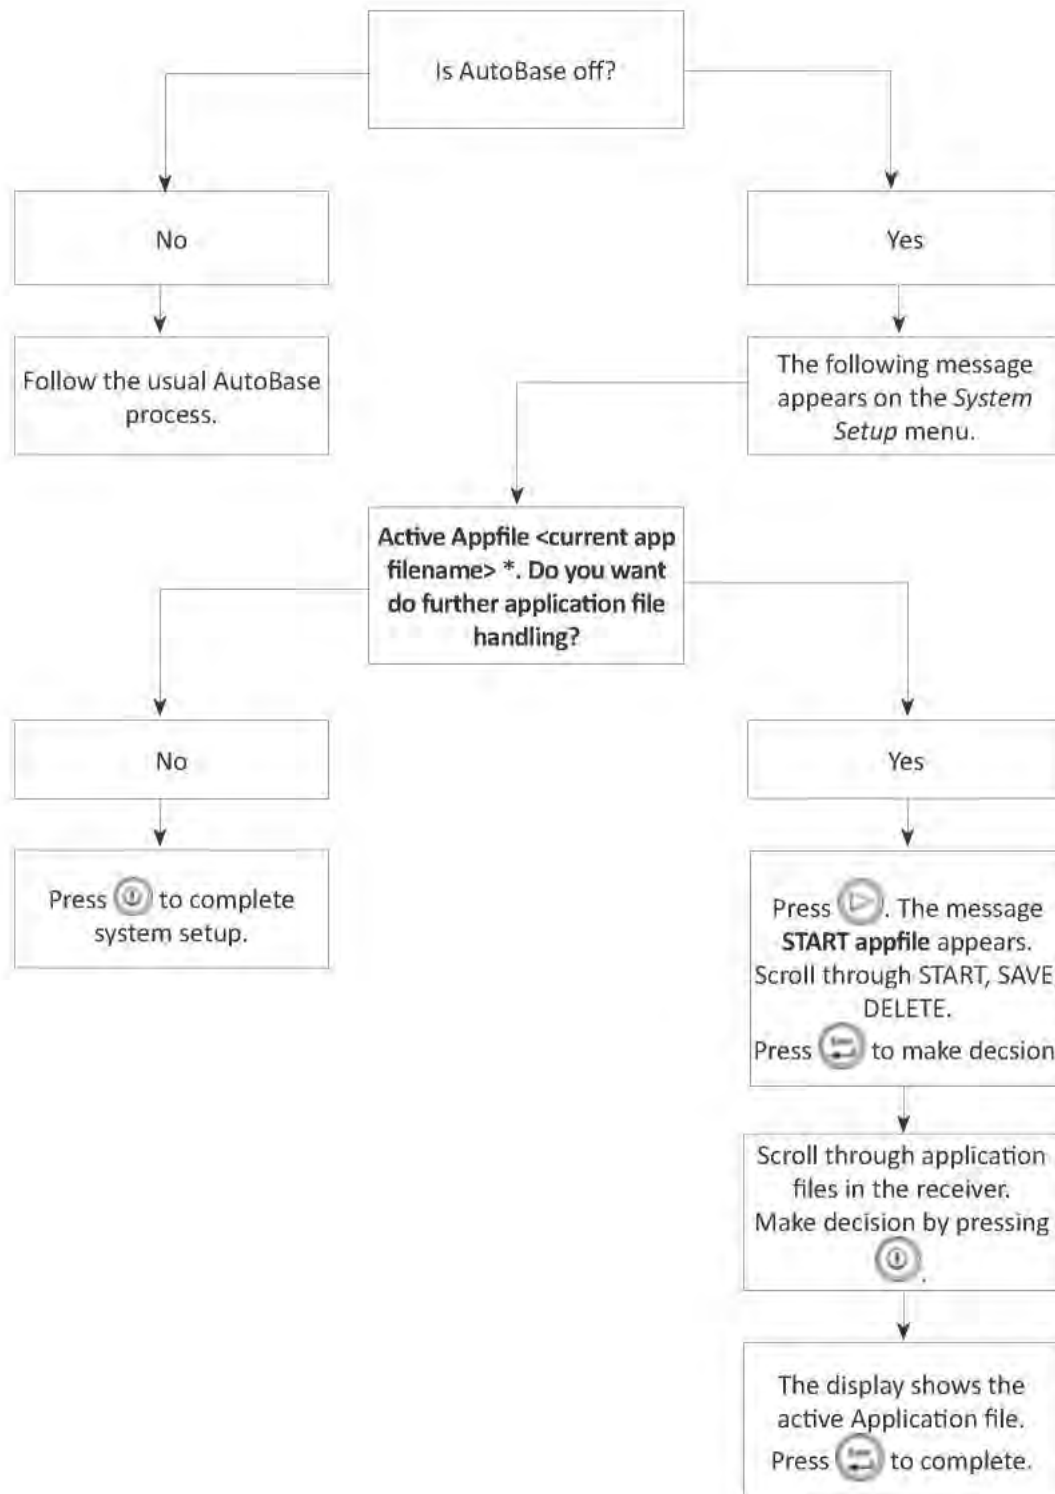 Is AutoBase off?
No
Yes
Follow the usual AutoBase
process.
The following message
appears on the System
Setup menu.
Active Appfile <current app
filename> *. Do you want
do further application file
handling?
No
Yes
Press to complete
system setup.
Press . The message
START appfile appears.
Scroll through START, SAVE
DELETE.
Press to make decsion
Scroll through application
files in the receiver.
Make decision by pressing
.
The display shows the
active Application file.
Press to complete.